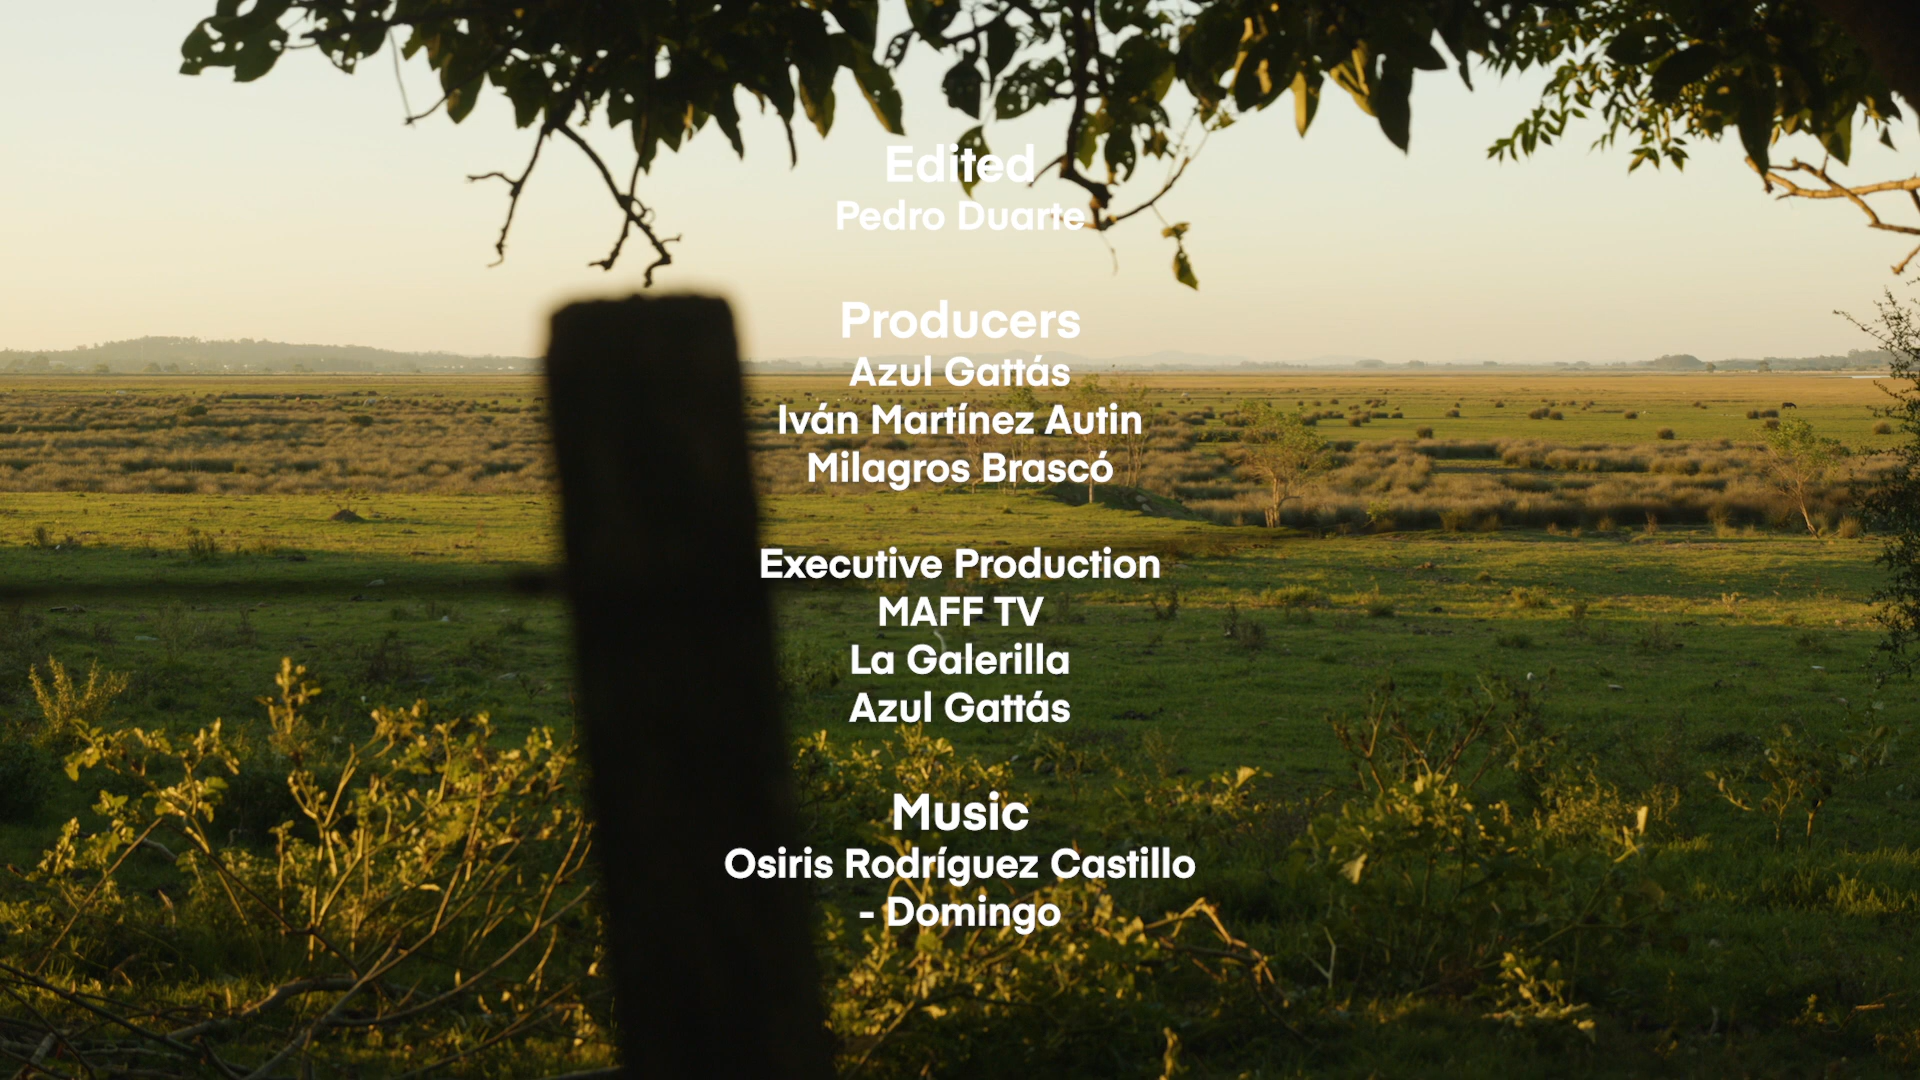 Edited
Pedro Duarte
Producers
Azul Gattás
Iván Martínez Autin
Milagros Brascó
Executive Production
MAFF TV
La Galerilla
Azul Gattás
Music
Osiris Rodríguez Castillo
- Domingo